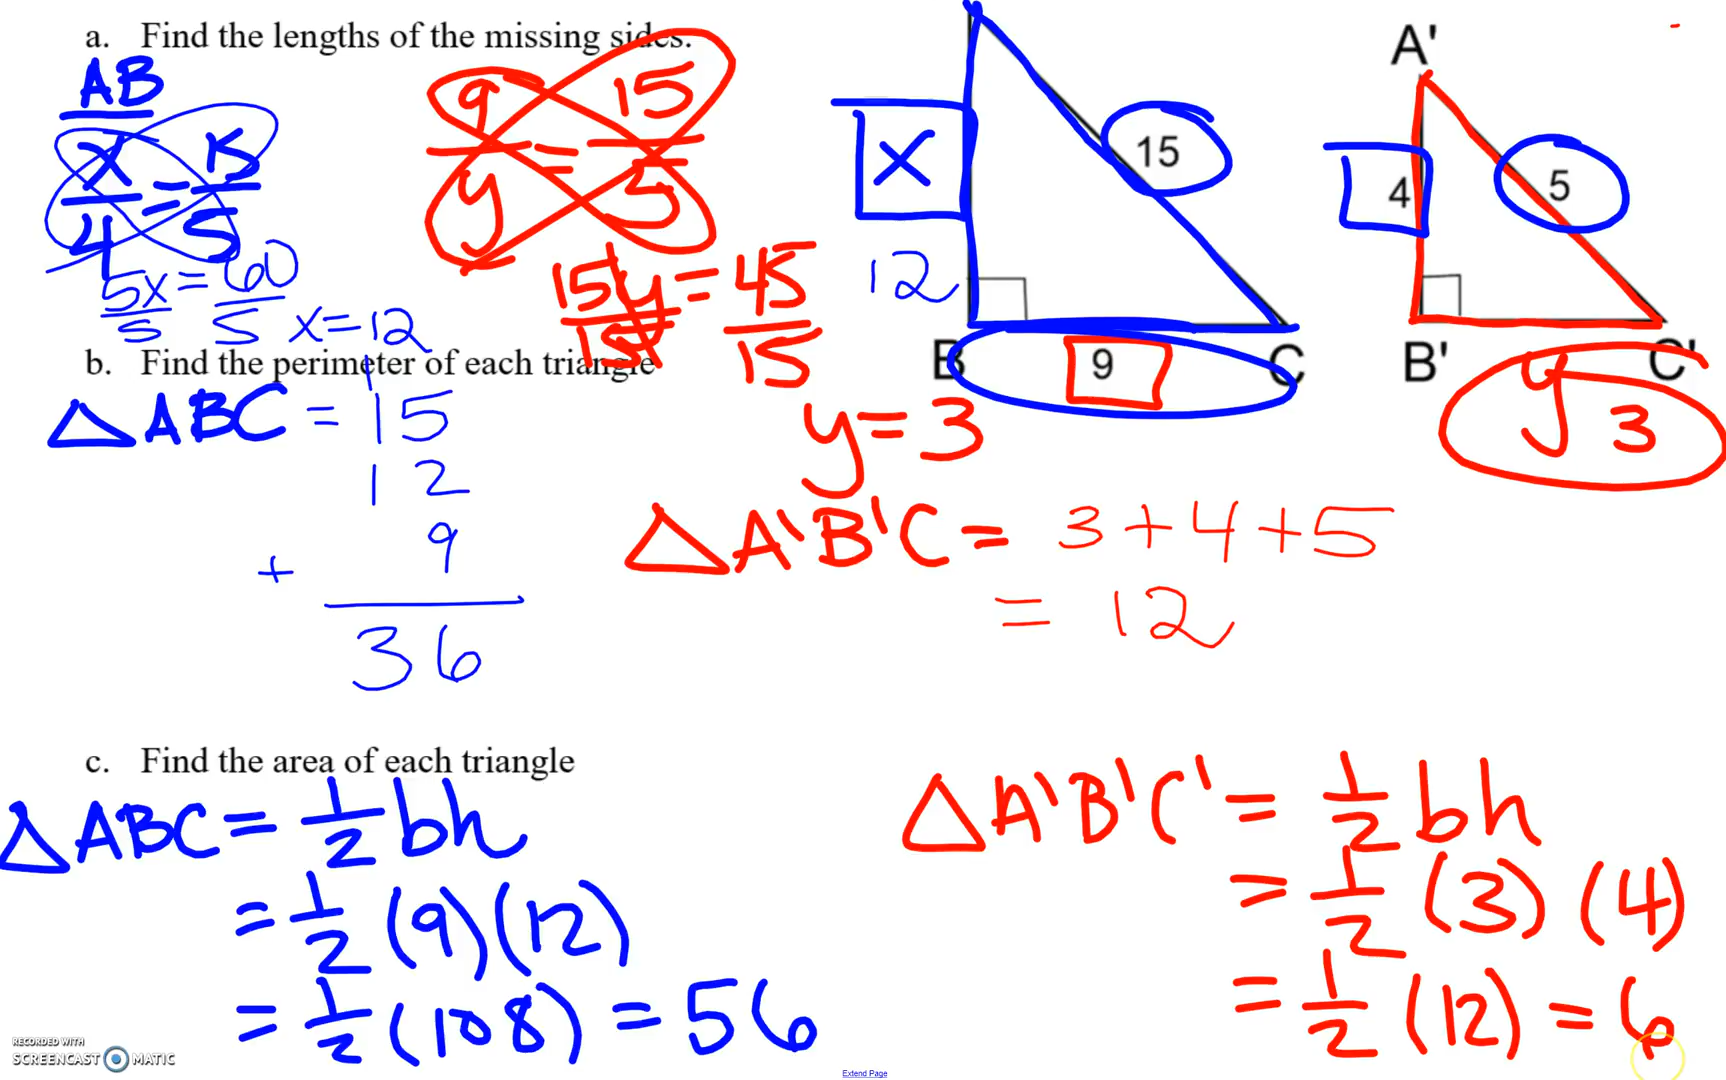 a. Find the lengths of the missing sides.
AB
x/4 = 15/5
5x/5 = 60/5 x=12
9/y = 15/5
15y/15y = 45/15
y=3
X
15
12
B
9
C
A'
4
5
B'
C'
y 3
b. Find the perimeter of each triangle
△ABC = 15
12
+ 9
36
△A'B'C = 3+4+5
= 12
c. Find the area of each triangle
△ABC = 1/2 bh
= 1/2 (9)(12)
= 1/2 (108) = 56
△A'B'C' = 1/2 bh
= 1/2 (3) (4)
= 1/2 (12) = 6
RECORDED WITH
SCREENCAST MATIC
Extend Page